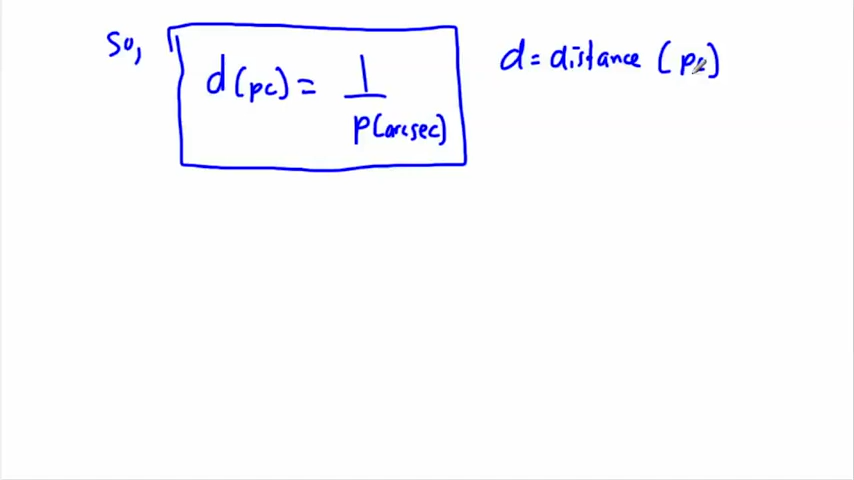 So,
d(pc) = 1 / p(arcsec)
d = distance (pc)